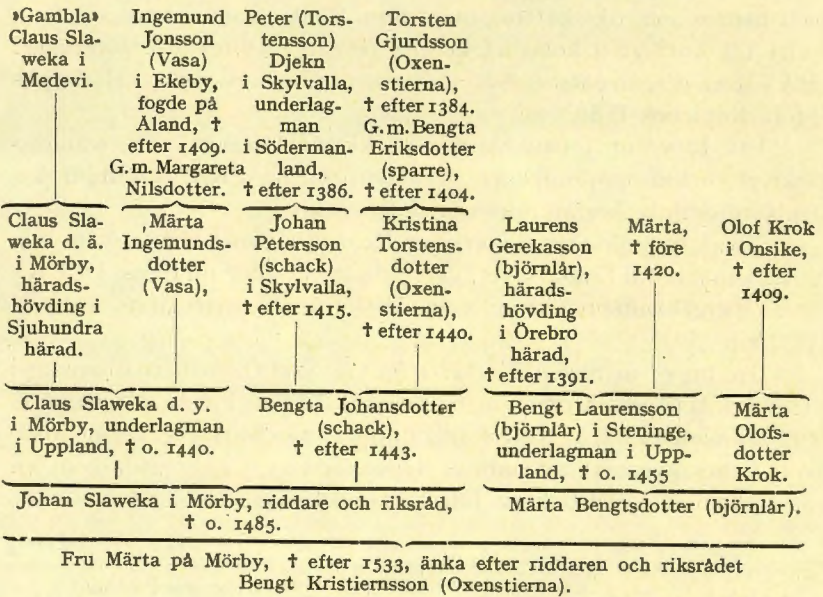 »Gambla»
Claus Sla-
weka i
Medevi.
Ingemund
Jonsson
(Vasa)
i Ekeby,
fogde på
Åland, †
efter 1409.
G. m. Margareta
Nilsdotter.
Peter (Tors-
tensson)
Djekn
i Skylvalla,
underlag-
man
i Söderman-
land,
† efter 1386.
Torsten
Gjurdsson
(Oxen-
stierna),
† efter 1384.
G. m. Bengta
Eriksdotter
(sparre),
† efter 1404.
Claus Sla-
weka d. ä.
i Mörby,
härads-
hövding i
Sjuhundra
härad.
,Märta
Ingemunds-
dotter
(Vasa),
Johan
Petersson
(schack)
i Skylvalla,
† efter 1415.
Kristina
Torstens-
dotter
(Oxen-
stierna),
† efter 1440.
Laurens
Gerekasson
(björnlår),
härads-
hövding
i Örebro
härad,
† efter 1391.
Märta,
† före
1420.
Olof Krok
i Onsike,
† efter
1409.
Claus Slaweka d. y.
i Mörby, underlagman
i Uppland, † o. 1440.
Bengta Johansdotter
(schack),
† efter 1443.
Bengt Laurensson
(björnlår) i Steninge,
underlagman i Upp-
land, † o. 1455
Märta
Olofs-
dotter
Krok.
Johan Slaweka i Mörby, riddare och riksråd,
† o. 1485.
Märta Bengtsdotter (björnlår).
Fru Märta på Mörby, † efter 1533, änka efter riddaren och riksrådet
Bengt Kristiernsson (Oxenstierna).